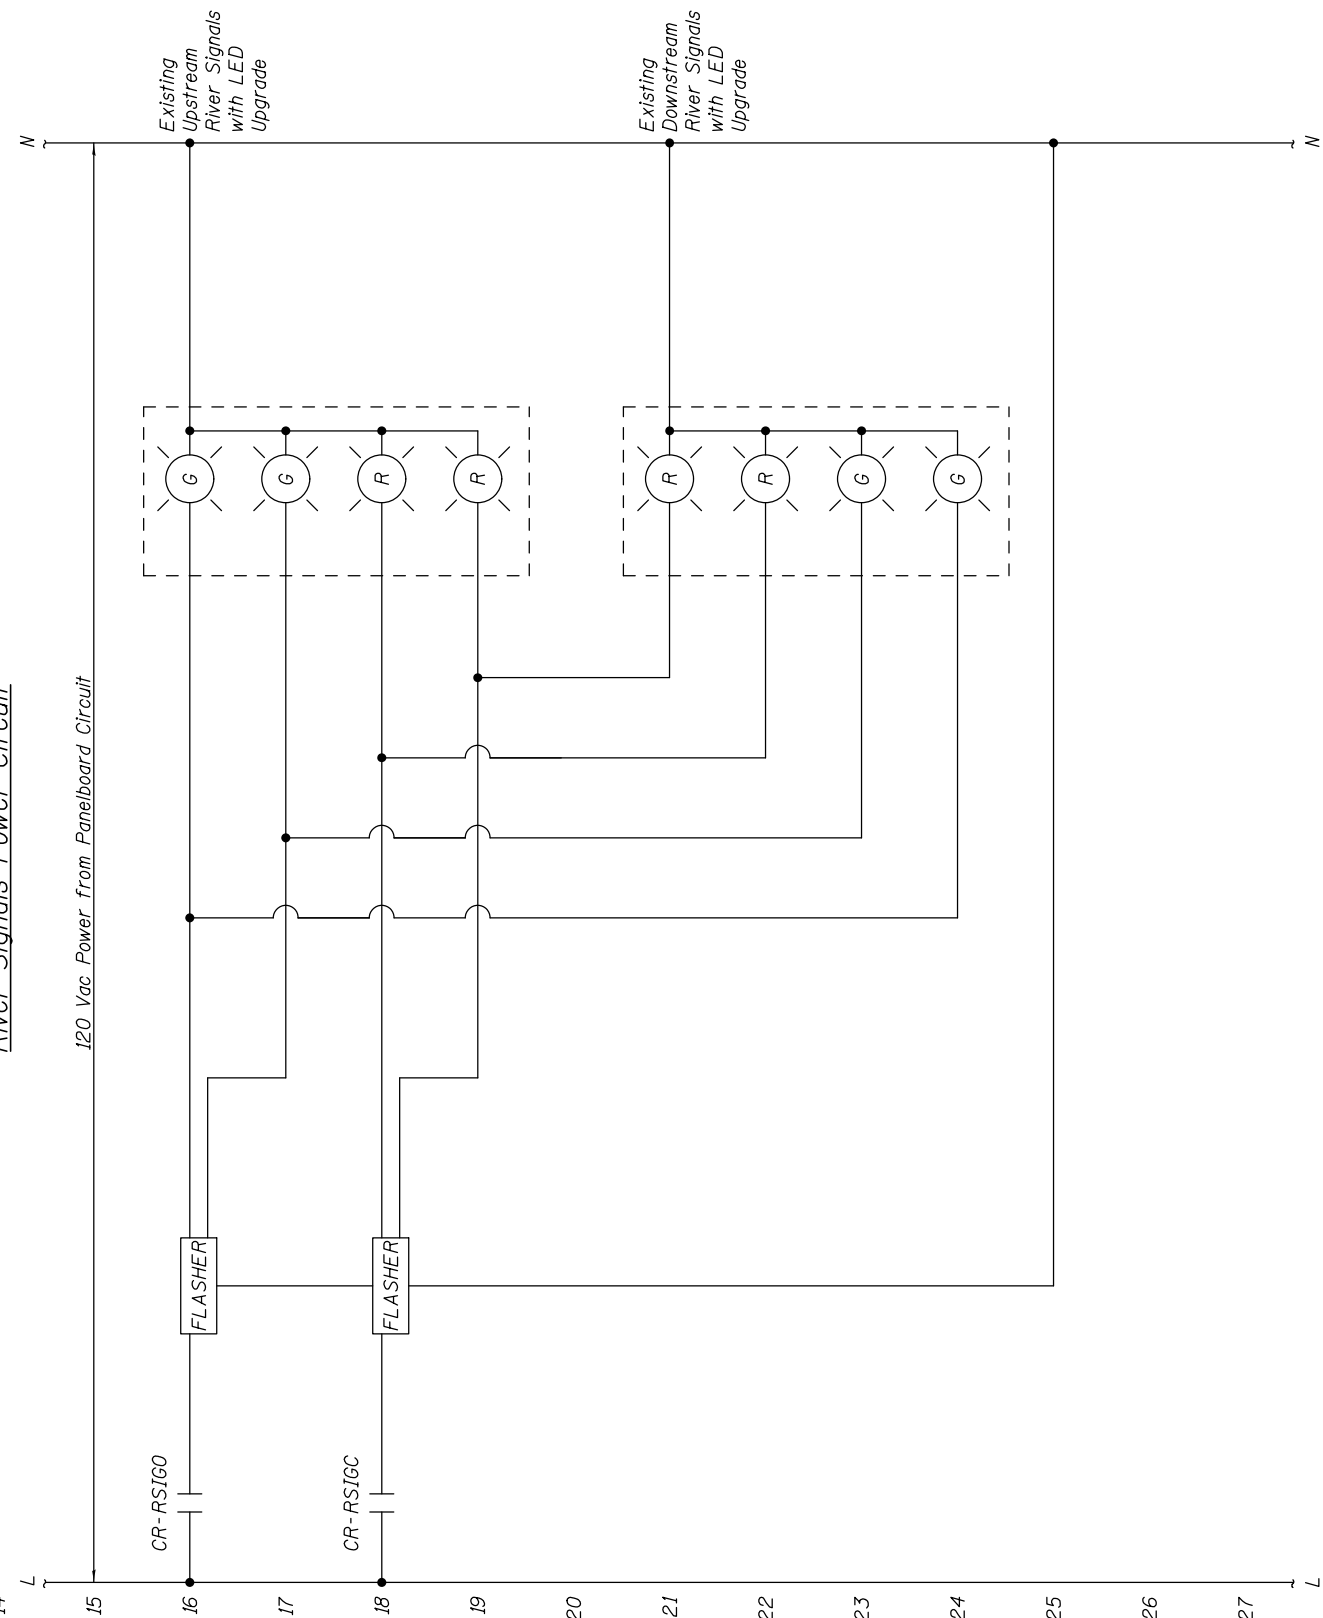 14
River Signals Power Circuit
L
N
15
120 Vac Power from Panelboard Circuit
16
CR-RSIGO
FLASHER
G
Existing
Upstream
River Signals
with LED
Upgrade
17
G
18
CR-RSIGC
FLASHER
R
19
R
20
21
R
Existing
Downstream
River Signals
with LED
Upgrade
22
R
23
G
24
G
25
26
27
L
N